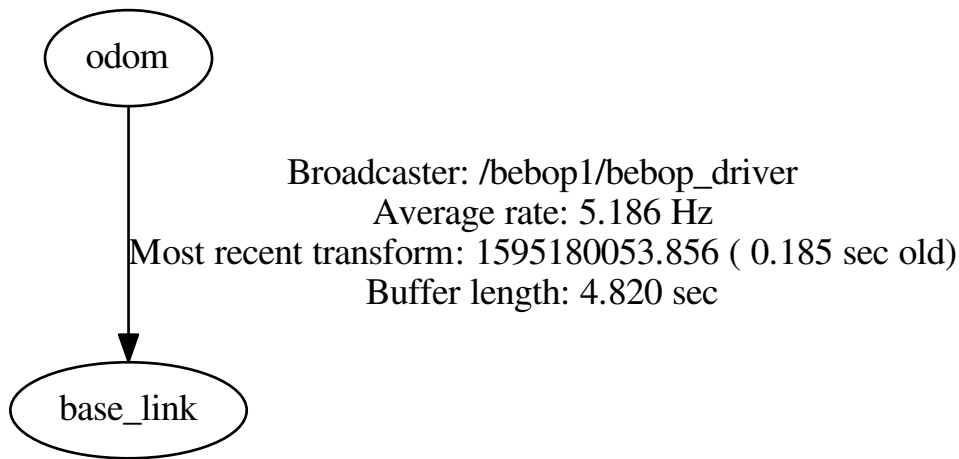 odom
Broadcaster: /bebop1/bebop_driver
Average rate: 5.186 Hz
Most recent transform: 1595180053.856 ( 0.185 sec old)
Buffer length: 4.820 sec
base_link